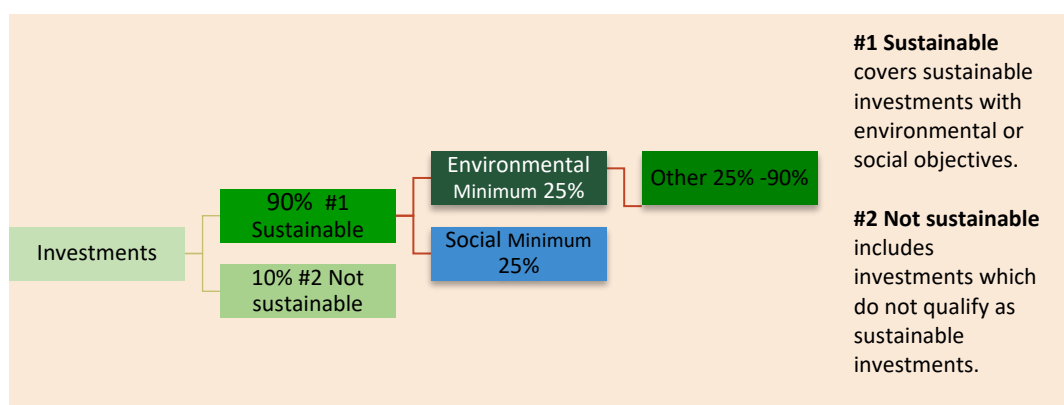 Investments
90%  #1
Sustainable
10% #2 Not
sustainable
Environmental
Minimum 25%
Social Minimum
25%
Other 25% -90%
#1 Sustainable
covers sustainable
investments with
environmental or
social objectives.
#2 Not sustainable
includes
investments which
do not qualify as
sustainable
investments.